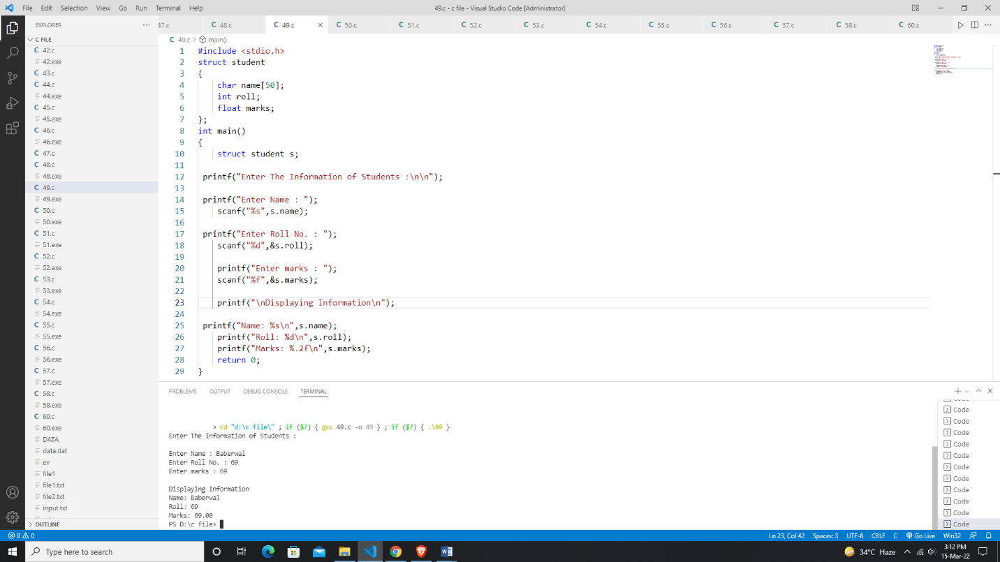 File Edit Selection View Go Run Terminal Help
49.c - c file - Visual Studio Code [Administrator]
EXPLORER
47.c 48.c 49.c 50.c 51.c 52.c 53.c 54.c 55.c 56.c 57.c 58.c 60.c
C FILE
42.c
42.exe
43.c
44.c
44.exe
45.c
45.exe
46.c
46.exe
47.c
48.c
48.exe
49.c
49.exe
50.c
50.exe
51.c
51.exe
52.c
52.exe
53.c
53.exe
54.c
54.exe
55.c
55.exe
56.c
56.exe
57.c
57.exe
58.c
58.exe
60.c
60.exe
DATA
data.dat
ev
file1
file1.txt
file2.txt
input.txt
OUTLINE
49.c > main()
1 #include <stdio.h>
2 struct student
3 {
4 char name[50];
5 int roll;
6 float marks;
7 };
8 int main()
9 {
10 struct student s;
11
12 printf("Enter The Information of Students :\n\n");
13
14 printf("Enter Name : ");
15 scanf("%s",s.name);
16
17 printf("Enter Roll No. : ");
18 scanf("%d",&s.roll);
19
20 printf("Enter marks : ");
21 scanf("%f",&s.marks);
22
23 printf("\nDisplaying Information\n");
24
25 printf("Name: %s\n",s.name);
26 printf("Roll: %d\n",s.roll);
27 printf("Marks: %.2f\n",s.marks);
28 return 0;
29 }
PROBLEMS OUTPUT DEBUG CONSOLE TERMINAL
> cd "d:\c file\" ; if ($?) { gcc 49.c -o 49 } ; if ($?) { .\49 }
Enter The Information of Students :
Enter Name : Baberwal
Enter Roll No. : 69
Enter marks : 69
Displaying Information
Name: Baberwal
Roll: 69
Marks: 69.00
PS D:\c file>
Code
Code
Code
Code
Code
Code
Code
Code
Code
Code
Code
0 0
Ln 23, Col 42 Spaces: 3 UTF-8 CRLF C Go Live Win32
Type here to search
34°C Haze
3:12 PM
15-Mar-22